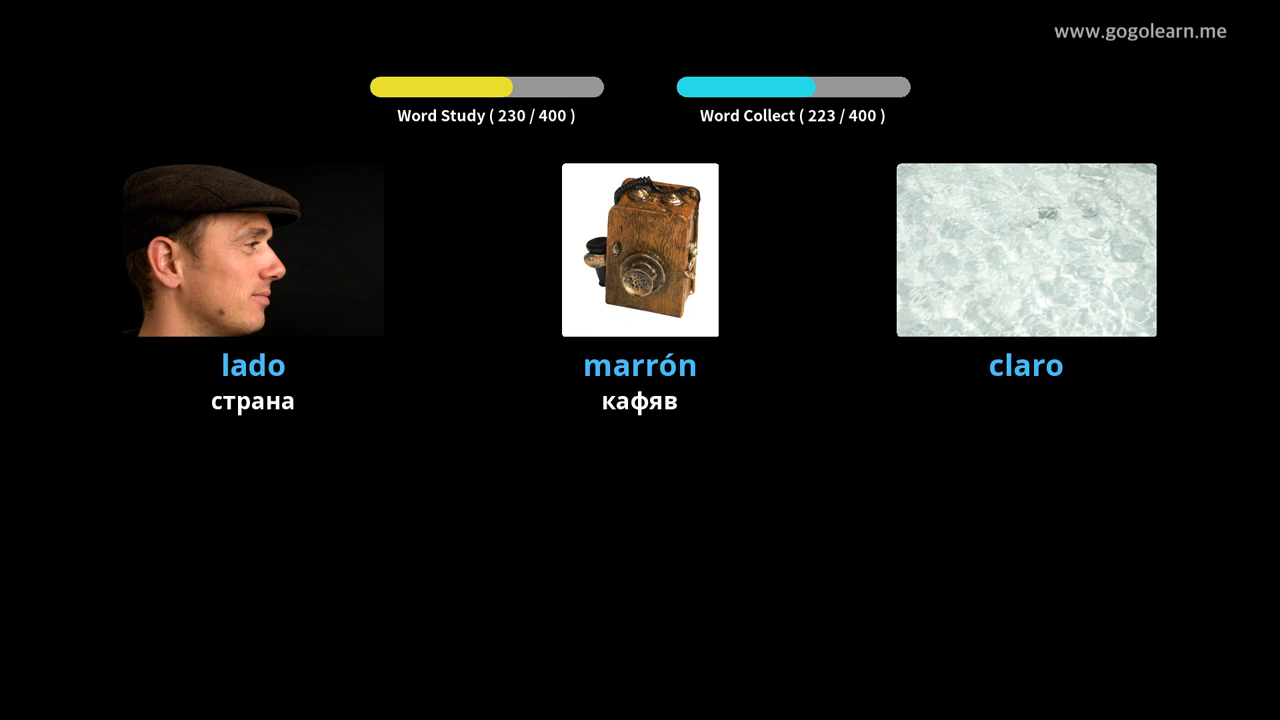 www.gogolearn.me
Word Study ( 230 / 400 )
Word Collect ( 223 / 400 )
lado
marrón
claro
страна
кафяв